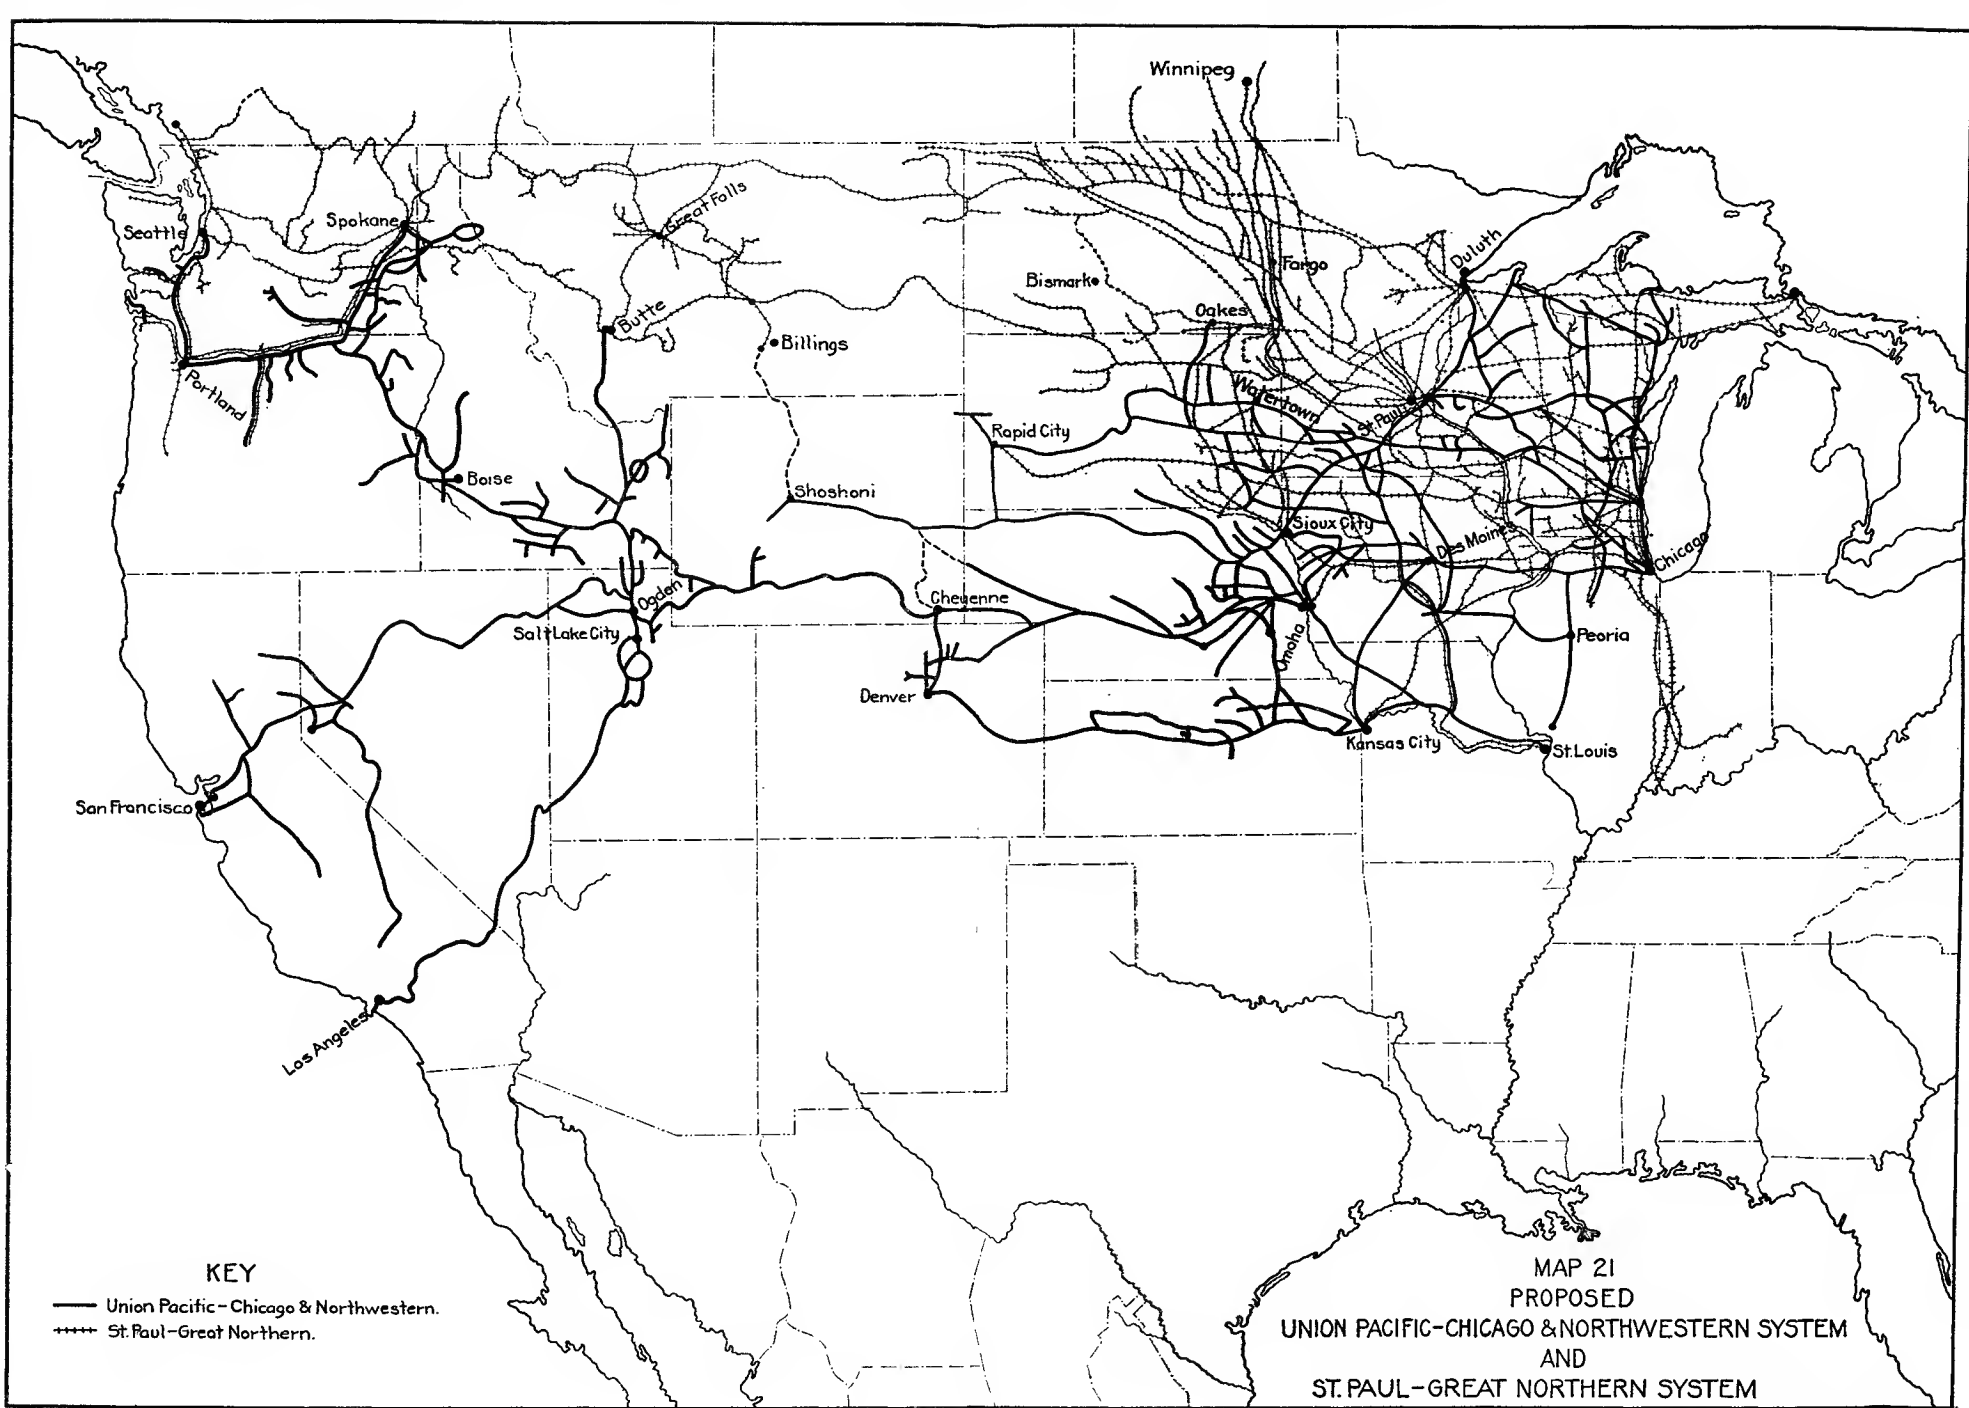 Winnipeg
Seattle
Spokane
Great Falls
Duluth
Fargo
Bismark
Butte
Oakes
Billings
Portland
Watertown
St. Paul
Rapid City
Boise
Shoshoni
Sioux City
Des Moines
Chicago
Ogden
Cheyenne
Salt Lake City
Omaha
Peoria
Denver
Kansas City
St. Louis
San Francisco
Los Angeles
KEY
Union Pacific-Chicago & Northwestern.
St. Paul-Great Northern.
MAP 21
PROPOSED
UNION PACIFIC-CHICAGO & NORTHWESTERN SYSTEM
AND
ST. PAUL-GREAT NORTHERN SYSTEM